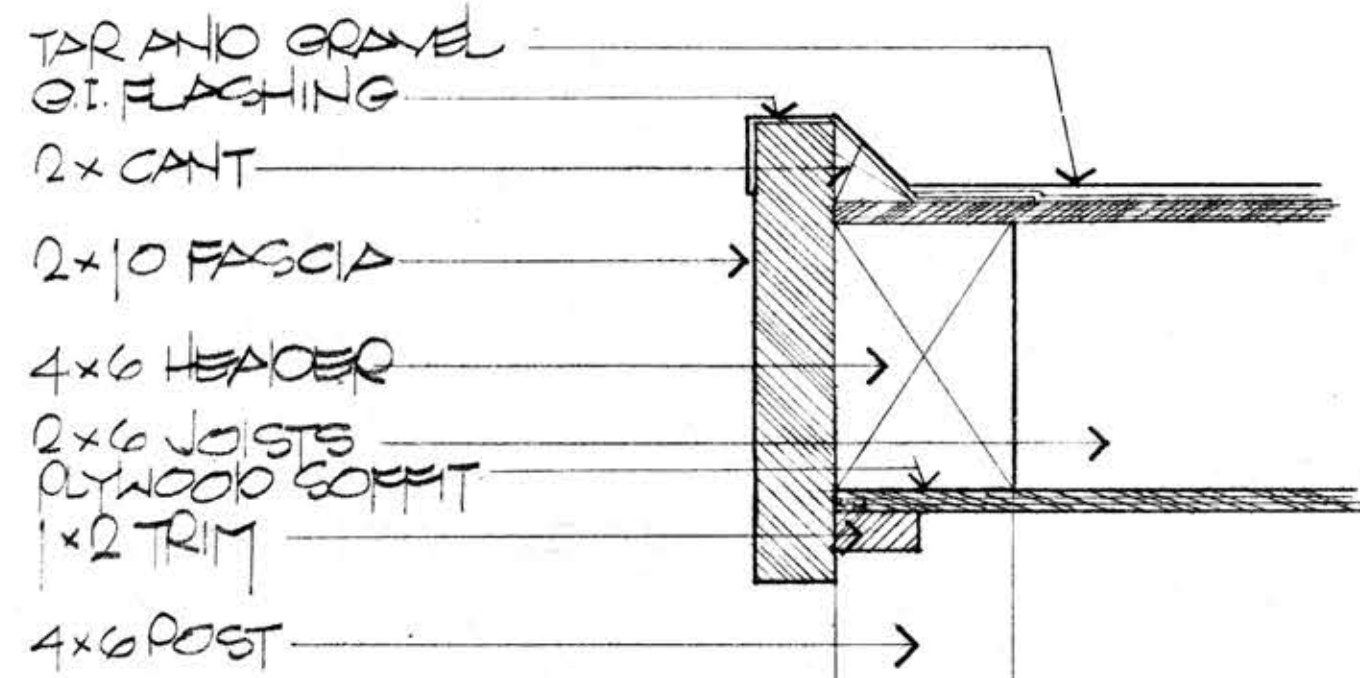 TAR AND GRAVEL
G.I. FLASHING
2x CANT
2x10 FASCIA
4x6 HEADER
2x6 JOISTS
PLYWOOD SOFFIT
1x2 TRIM
4x6 POST